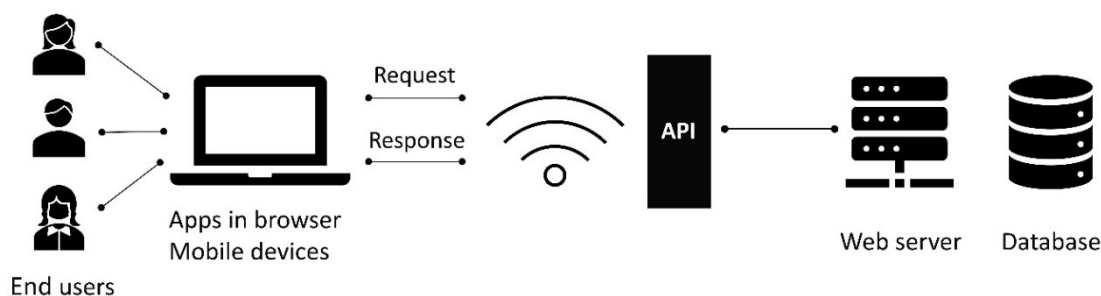 Request
Response
API
Apps in browser
Mobile devices
Web server
Database
End users